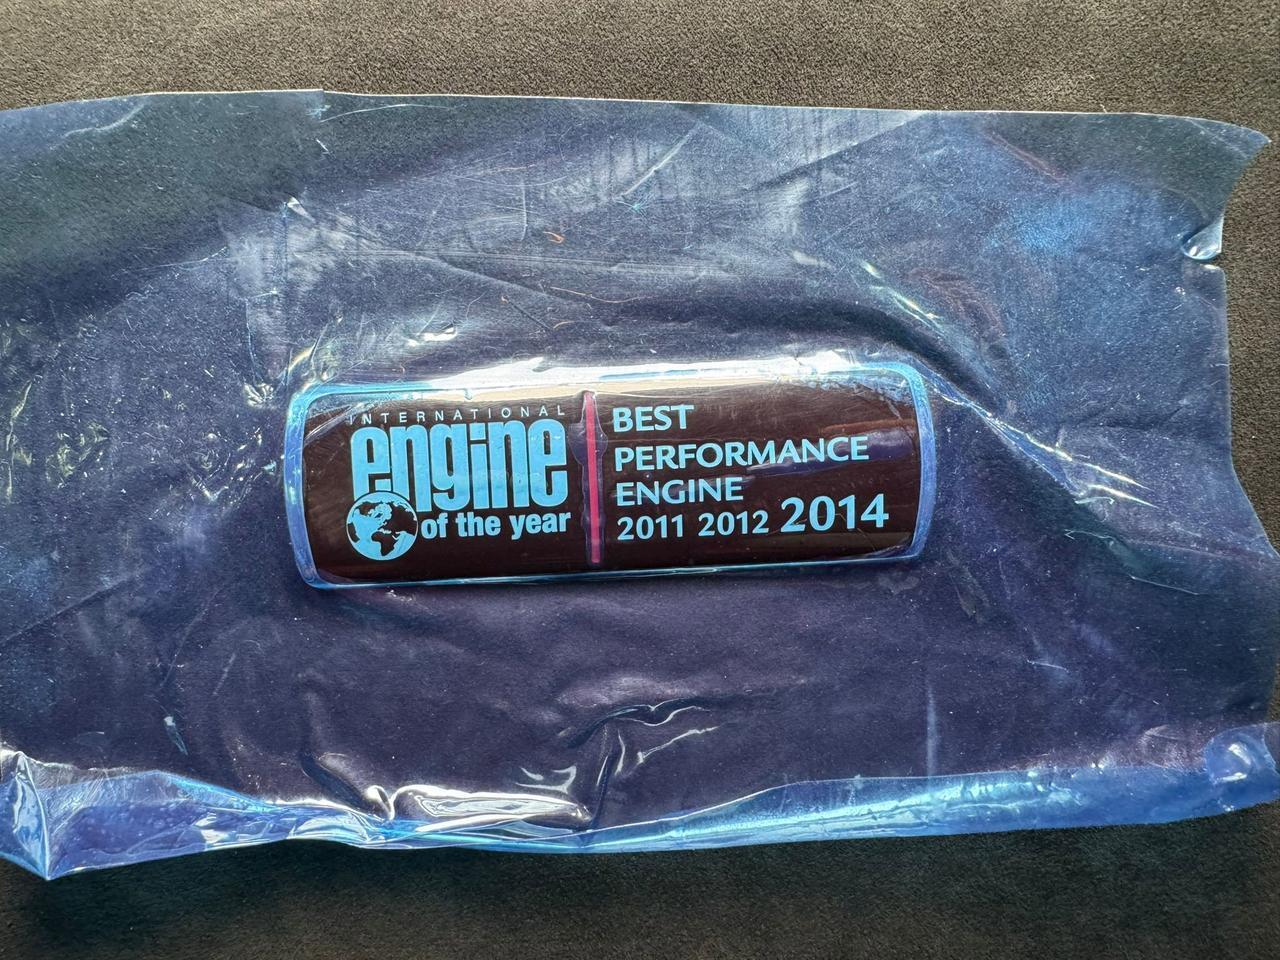 INTERNATIONAL
engine
of the year
BEST
PERFORMANCE
ENGINE
2011 2012 2014